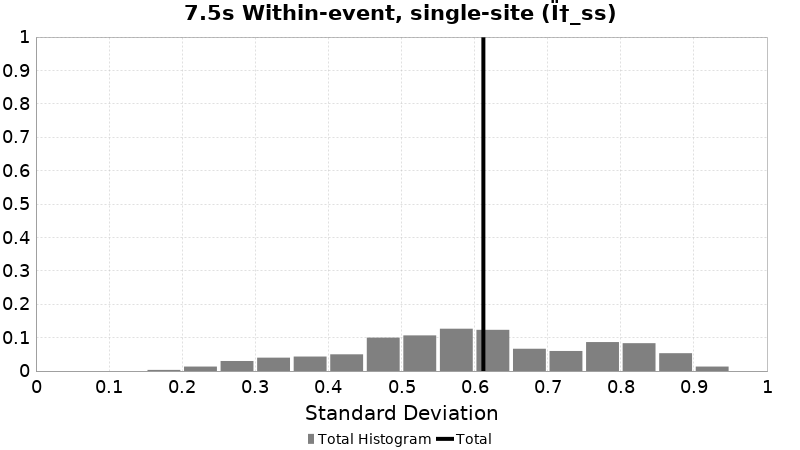 7.5s Within-event, single-site (Ï†_ss)
1
0.9
0.8
0.7
0.6
0.5
0.4
0.3
0.2
0.1
0
0 0.1 0.2 0.3 0.4 0.5 0.6 0.7 0.8 0.9 1
Standard Deviation
Total Histogram Total